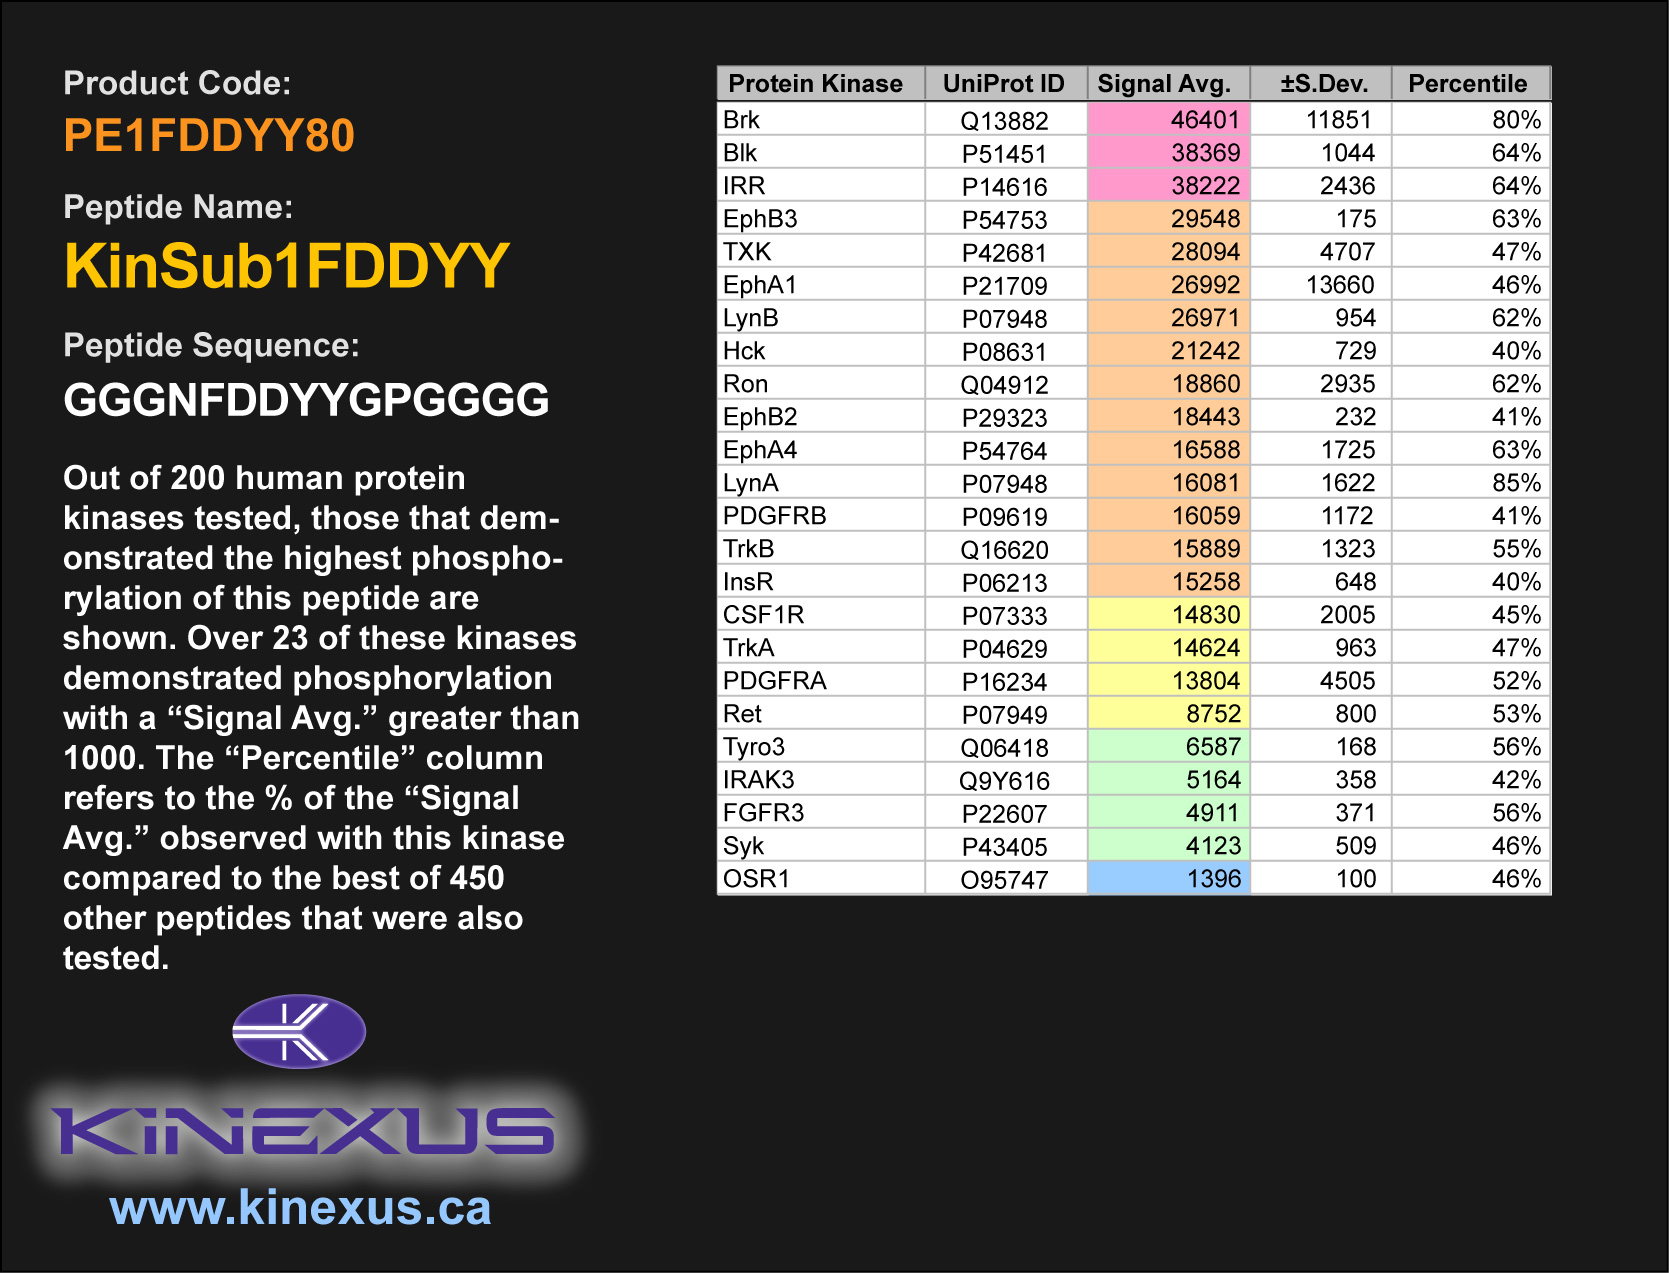 Product Code:
PE1FDDYY80
Peptide Name:
KinSub1FDDYY
Peptide Sequence:
GGGNFDDYYGPGGGG
Out of 200 human protein
kinases tested, those that dem-
onstrated the highest phospho-
rylation of this peptide are
shown. Over 23 of these kinases
demonstrated phosphorylation
with a “Signal Avg.” greater than
1000. The “Percentile” column
refers to the % of the “Signal
Avg.” observed with this kinase
compared to the best of 450
other peptides that were also
tested.
KINEXUS
www.kinexus.ca
Protein Kinase UniProt ID Signal Avg. ±S.Dev. Percentile
Brk Q13882 46401 11851 80%
Blk P51451 38369 1044 64%
IRR P14616 38222 2436 64%
EphB3 P54753 29548 175 63%
TXK P42681 28094 4707 47%
EphA1 P21709 26992 13660 46%
LynB P07948 26971 954 62%
Hck P08631 21242 729 40%
Ron Q04912 18860 2935 62%
EphB2 P29323 18443 232 41%
EphA4 P54764 16588 1725 63%
LynA P07948 16081 1622 85%
PDGFRB P09619 16059 1172 41%
TrkB Q16620 15889 1323 55%
InsR P06213 15258 648 40%
CSF1R P07333 14830 2005 45%
TrkA P04629 14624 963 47%
PDGFRA P16234 13804 4505 52%
Ret P07949 8752 800 53%
Tyro3 Q06418 6587 168 56%
IRAK3 Q9Y616 5164 358 42%
FGFR3 P22607 4911 371 56%
Syk P43405 4123 509 46%
OSR1 O95747 1396 100 46%